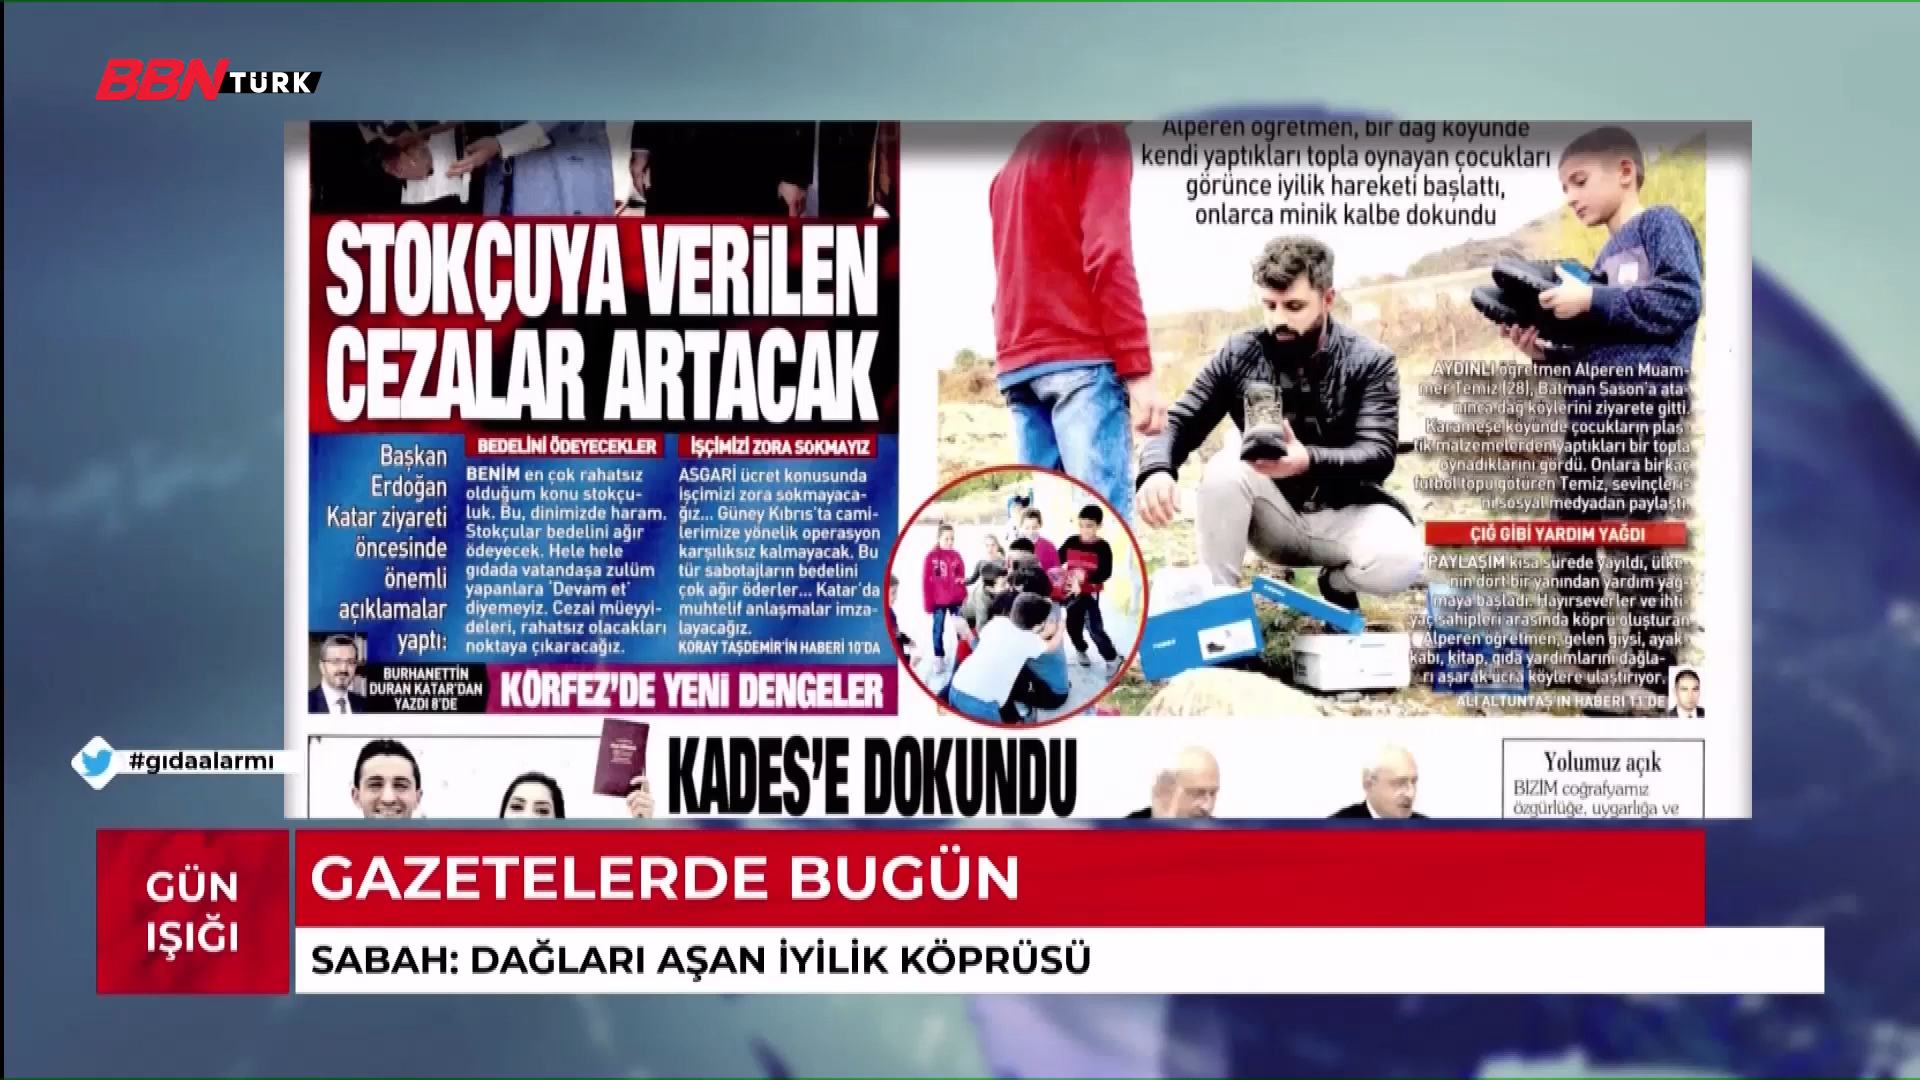 BBN TÜRK
STOKÇUYA VERİLEN
CEZALAR ARTACAK
Başkan
Erdoğan
Katar ziyareti
öncesinde
önemli
açıklamalar
yaptı:
BEDELİNİ ÖDEYECEKLER
BENİM en çok rahatsız
olduğum konu stokçu-
luk. Bu, dinimizde haram.
Stokçular bedelini ağır
ödeyecek. Hele hele
gıdada vatandaşa zulüm
yapanlara 'Devam et'
diyemeyiz. Cezai müeyyi-
deleri, rahatsız olacakları
noktaya çıkaracağız.
İŞÇİMİZİ ZORA SOKMAYIZ
ASGARİ ücret konusunda
işçimizi zora sokmayaca-
ğız... Güney Kıbrıs'ta cami-
lerimize yönelik operasyon
karşılıksız kalmayacak. Bu
tür sabotajların bedelini
çok ağır öderler... Katar'da
muhtelif anlaşmalar imza-
layacağız.
KORAY TAŞDEMİR'İN HABERİ 10'DA
BURHANETTİN
DURAN KATAR'DAN
YAZDI 8'DE
KÖRFEZ'DE YENİ DENGELER
Alperen öğretmen, bir dağ köyünde
kendi yaptıkları topla oynayan çocukları
görünce iyilik hareketi başlattı,
onlarca minik kalbe dokundu
AYDINLI öğretmen Alperen Muam-
mer Temiz (28), Batman Sason'a ata-
nınca dağ köylerini ziyarete gitti.
Karameşe köyünde çocukların plas-
tik malzemelerden yaptıkları bir topla
oynadıklarını gördü. Onlara birkaç
futbol topu götüren Temiz, sevinçleri-
ni sosyal medyadan paylaştı.
ÇIĞ GİBİ YARDIM YAĞDI
PAYLAŞIM kısa sürede yayıldı, ülke-
nin dört bir yanından yardım yağ-
maya başladı. Hayırseverler ve ihti-
yaç sahipleri arasında köprü oluşturan
Alperen öğretmen, gelen giysi, ayak-
kabı, kitap, gıda yardımlarını dağla-
rı aşarak ücra köylere ulaştırıyor.
ALİ ALTUNTAŞ'IN HABERİ 11'DE
KADES'E DOKUNDU
Yolumuz açık
BİZİM coğrafyamız
özgürlüğe, uygarlığa ve
#gıdaalarmı
GÜN
IŞIĞI
GAZETELERDE BUGÜN
SABAH: DAĞLARI AŞAN İYİLİK KÖPRÜSÜ